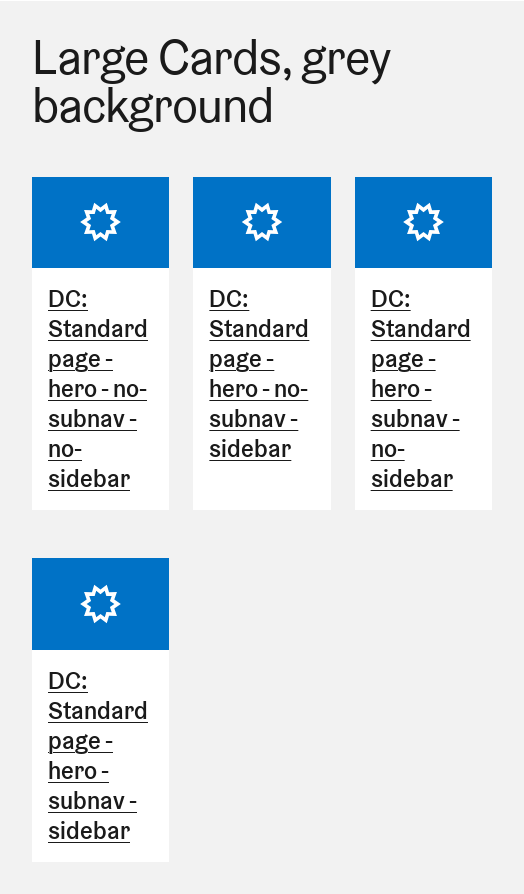 Large Cards, grey
background
DC:
Standard
page -
hero - no-
subnav -
no-
sidebar
DC:
Standard
page -
hero - no-
subnav -
sidebar
DC:
Standard
page -
hero -
subnav -
no-
sidebar
DC:
Standard
page -
hero -
subnav -
sidebar